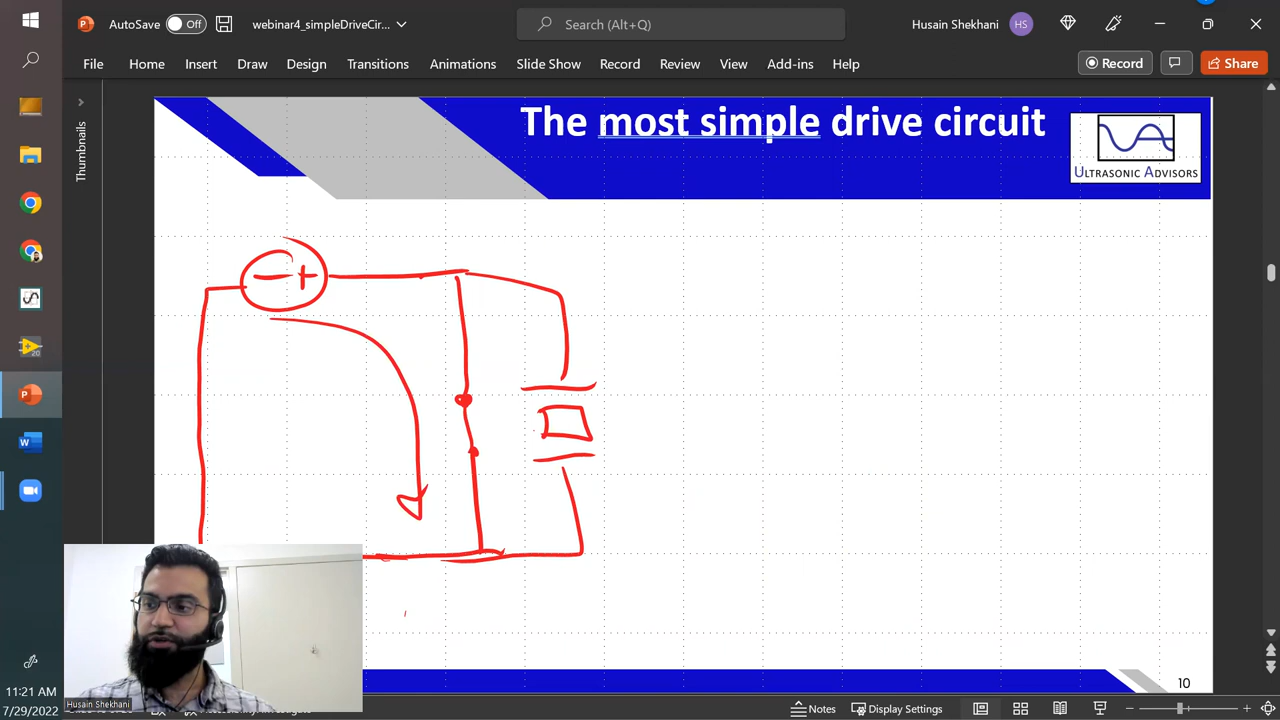 AutoSave Off webinar4_simpleDriveCir... Search (Alt+Q) Husain Shekhani HS
File Home Insert Draw Design Transitions Animations Slide Show Record Review View Add-ins Help Record Share
Thumbnails
The most simple drive circuit
ULTRASONIC ADVISORS
− +
20
10
11:21 AM
7/29/2022
Husain Shekhani
Notes Display Settings